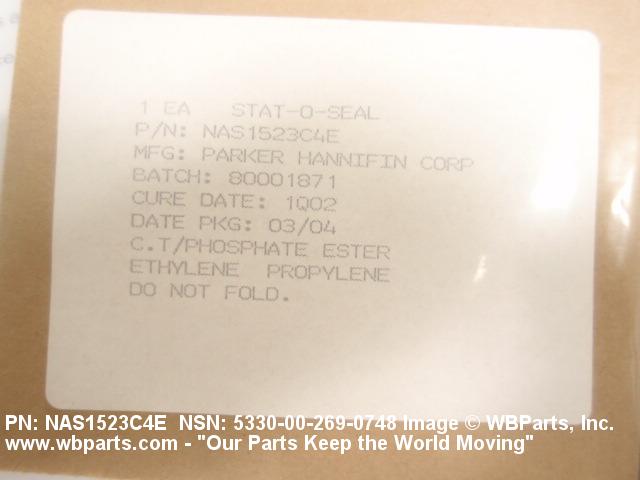 1 EA STAT-O-SEAL
P/N: NAS1523C4E
MFG: PARKER HANNIFIN CORP
BATCH: 80001871
CURE DATE: 1Q02
DATE PKG: 03/04
C.T/PHOSPHATE ESTER
ETHYLENE PROPYLENE
DO NOT FOLD.
PN: NAS1523C4E NSN: 5330-00-269-0748 Image © WBParts, Inc.
www.wbparts.com - "Our Parts Keep the World Moving"